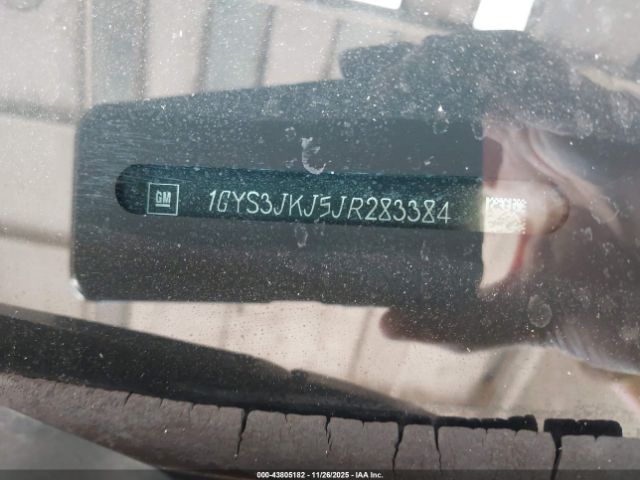 GM 1GYS3JKJ5JR283384
000-43805182 - 11/26/2025 - IAA Inc.